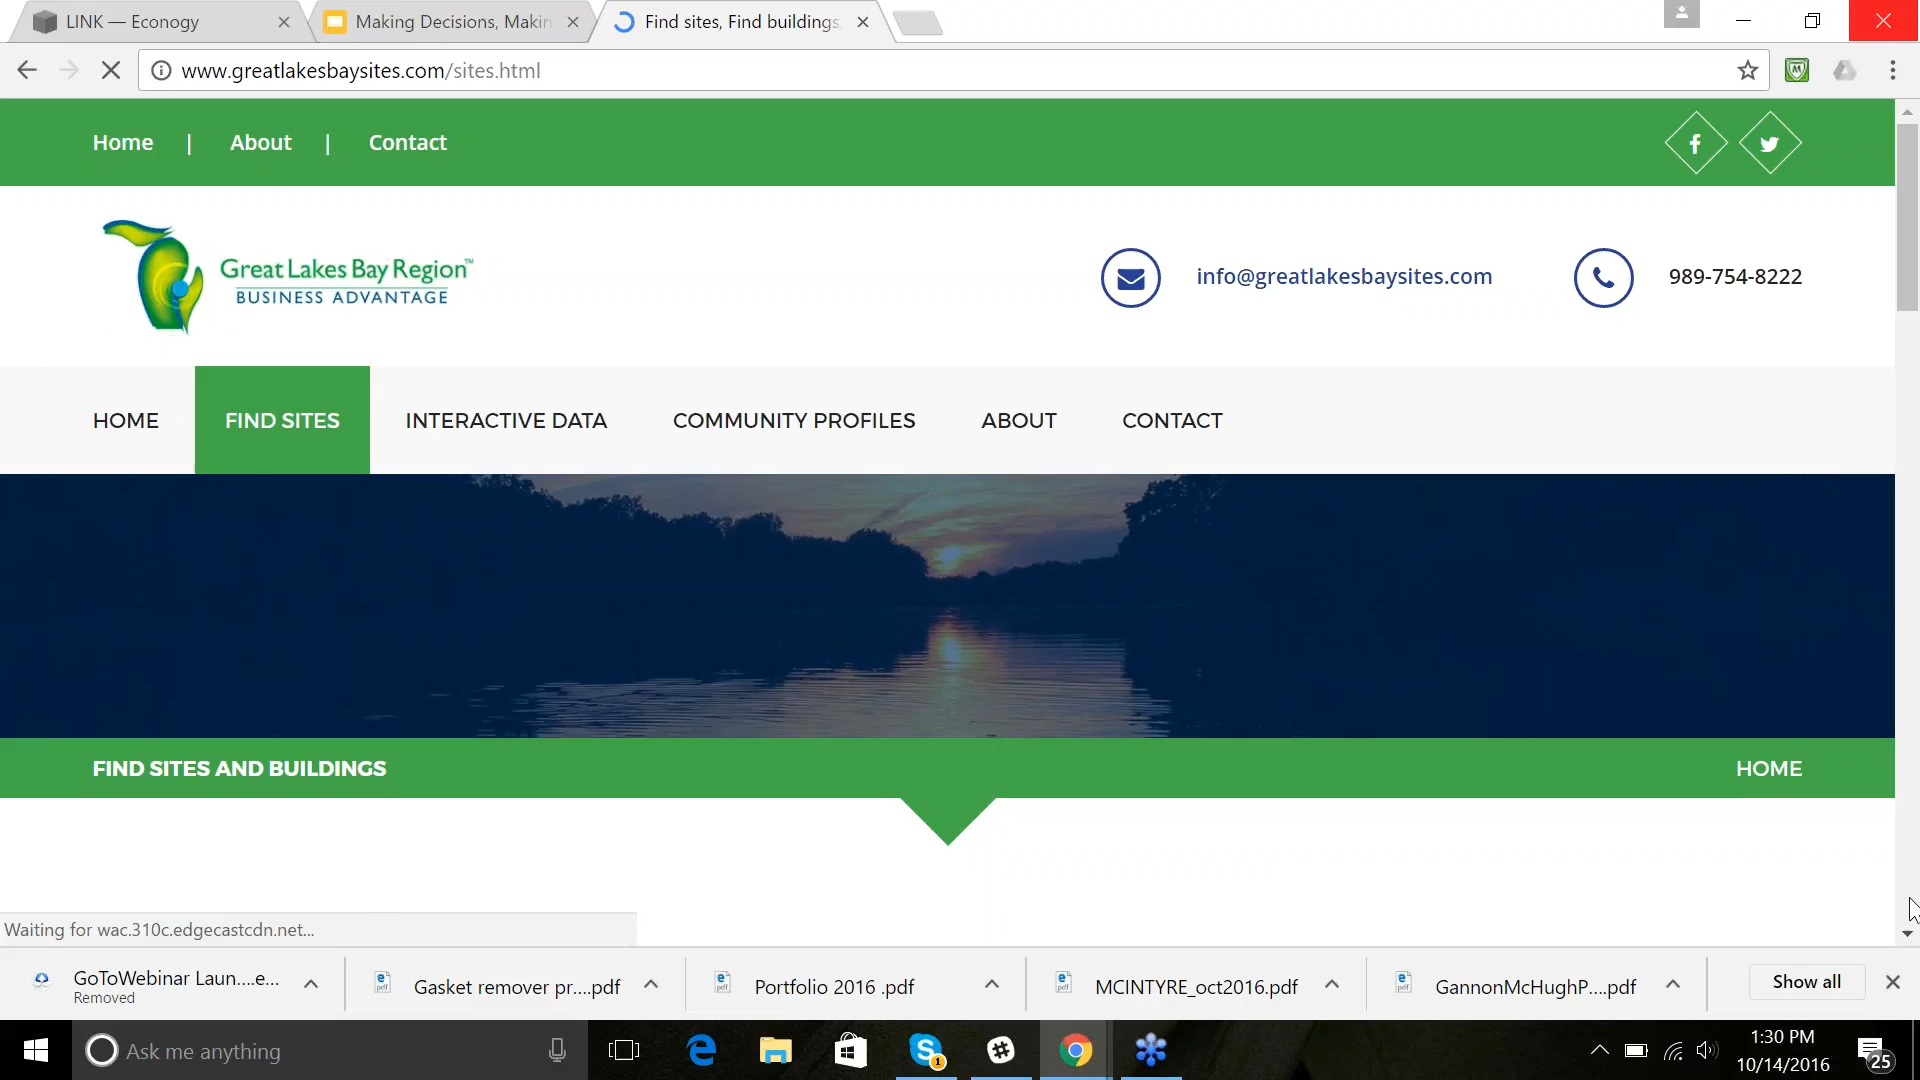 LINK — Econogy
Making Decisions, Makin
Find sites, Find buildings,
www.greatlakesbaysites.com/sites.html
Home | About | Contact
Great Lakes Bay Region™
BUSINESS ADVANTAGE
info@greatlakesbaysites.com
989-754-8222
HOME
FIND SITES
INTERACTIVE DATA
COMMUNITY PROFILES
ABOUT
CONTACT
FIND SITES AND BUILDINGS
HOME
Waiting for wac.310c.edgecastcdn.net...
GoToWebinar Laun....e...
Removed
Gasket remover pr....pdf
Portfolio 2016 .pdf
MCINTYRE_oct2016.pdf
GannonMcHughP....pdf
Show all
Ask me anything
1
1:30 PM
10/14/2016
25